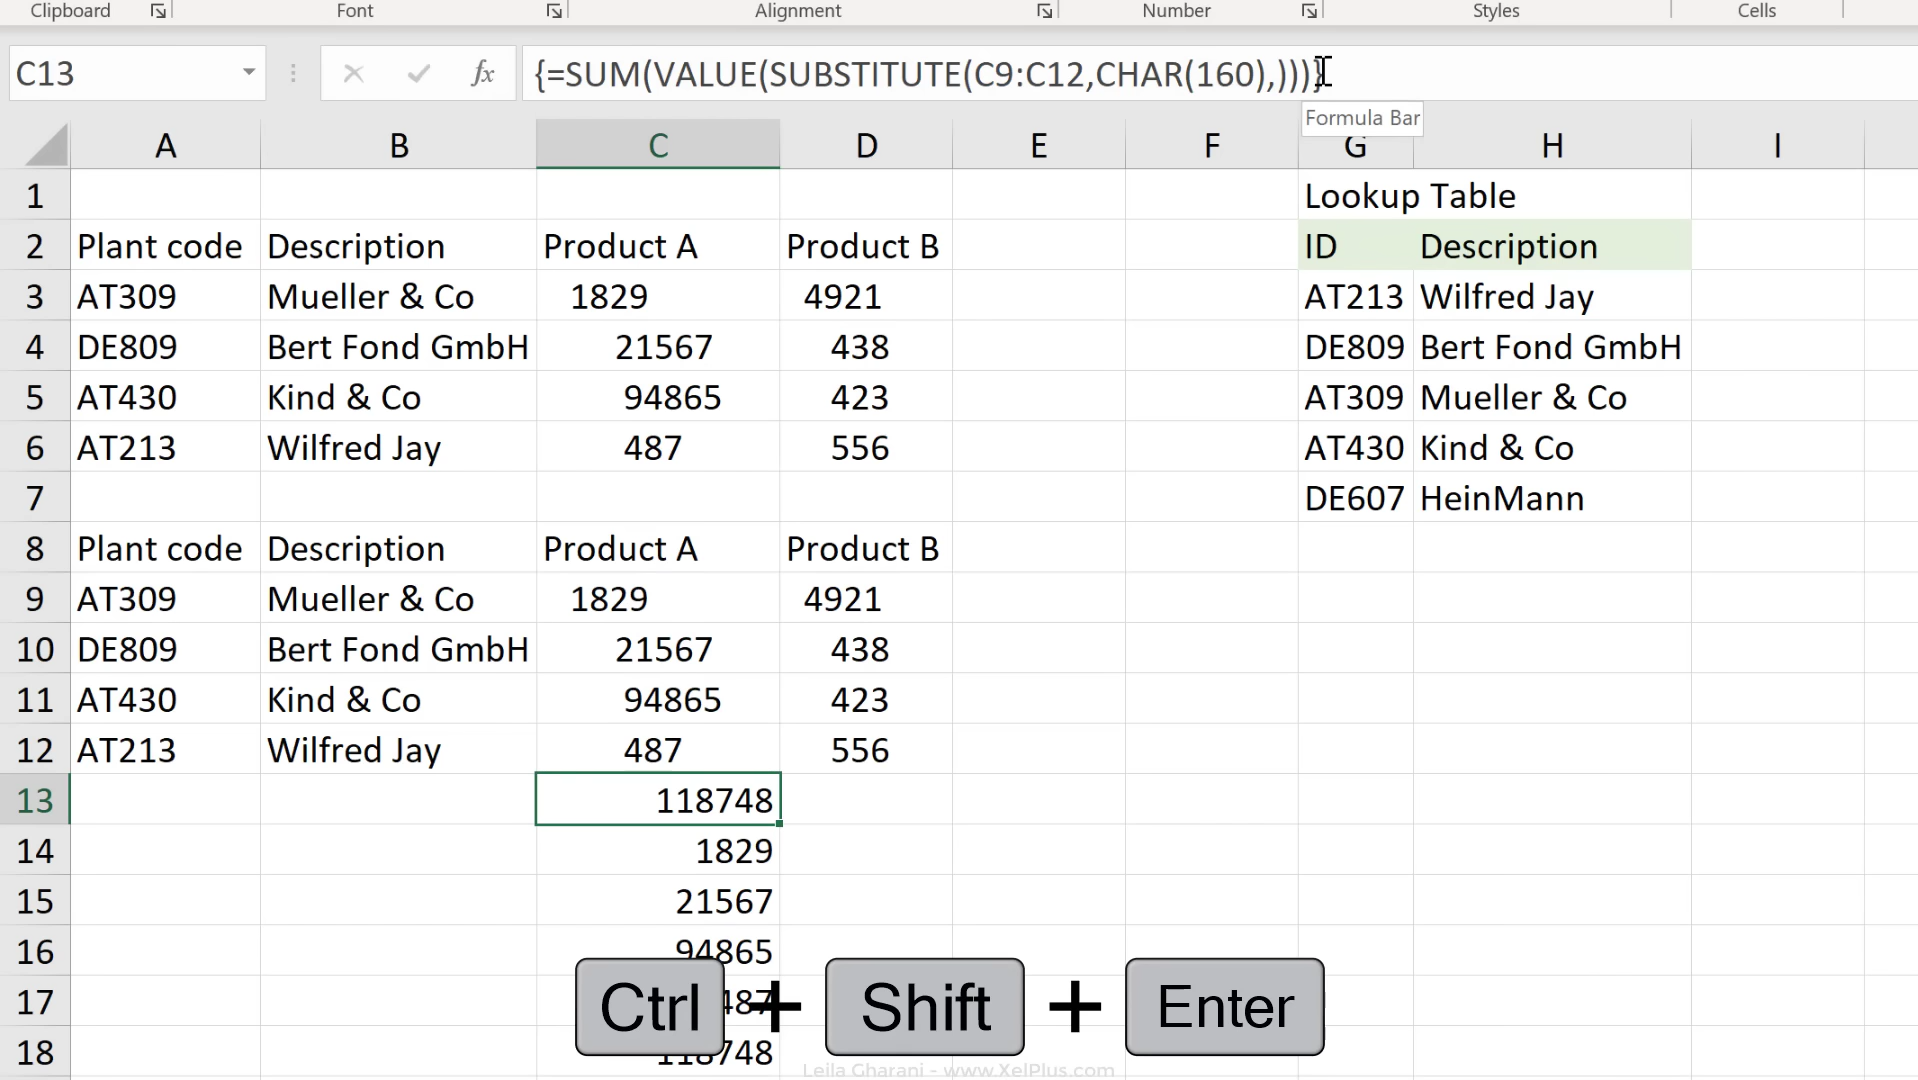 Clipboard Font Alignment Number Styles Cells
C13 fx {=SUM(VALUE(SUBSTITUTE(C9:C12,CHAR(160),)))}
Formula Bar
A B C D E F G H I
1 Lookup Table
2 Plant code Description Product A Product B ID Description
3 AT309 Mueller & Co 1829 4921 AT213 Wilfred Jay
4 DE809 Bert Fond GmbH 21567 438 DE809 Bert Fond GmbH
5 AT430 Kind & Co 94865 423 AT309 Mueller & Co
6 AT213 Wilfred Jay 487 556 AT430 Kind & Co
7 DE607 HeinMann
8 Plant code Description Product A Product B
9 AT309 Mueller & Co 1829 4921
10 DE809 Bert Fond GmbH 21567 438
11 AT430 Kind & Co 94865 423
12 AT213 Wilfred Jay 487 556
13 118748
14 1829
15 21567
16 94865
17 487
Ctrl + Shift + Enter
18 118748
Leila Gharani - www.XelPlus.com